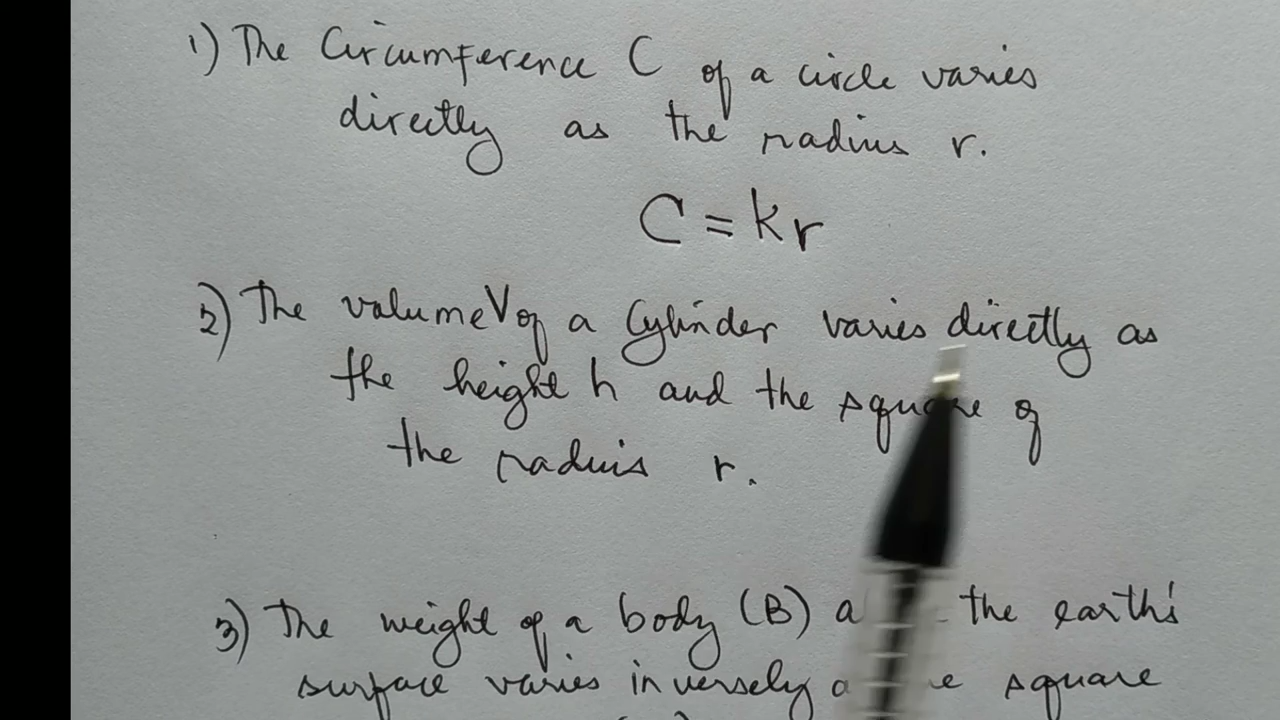 1) The Circumference C of a circle varies
directly as the radius r.
C = kr
2) The volume V of a Cylinder varies directly as
the height h and the square of
the raduis r.
3) The weight of a body (B) the earth's
surface varies inversely square